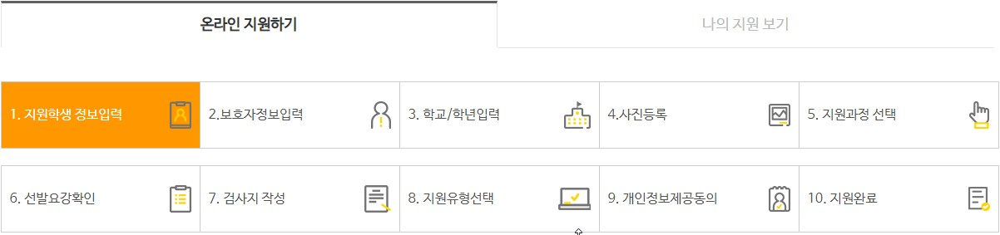 온라인 지원하기
나의 지원 보기
1. 지원학생 정보입력
2.보호자정보입력
3. 학교/학년입력
4.사진등록
5. 지원과정 선택
6. 선발요강확인
7. 검사지 작성
8. 지원유형선택
9. 개인정보제공동의
10. 지원완료